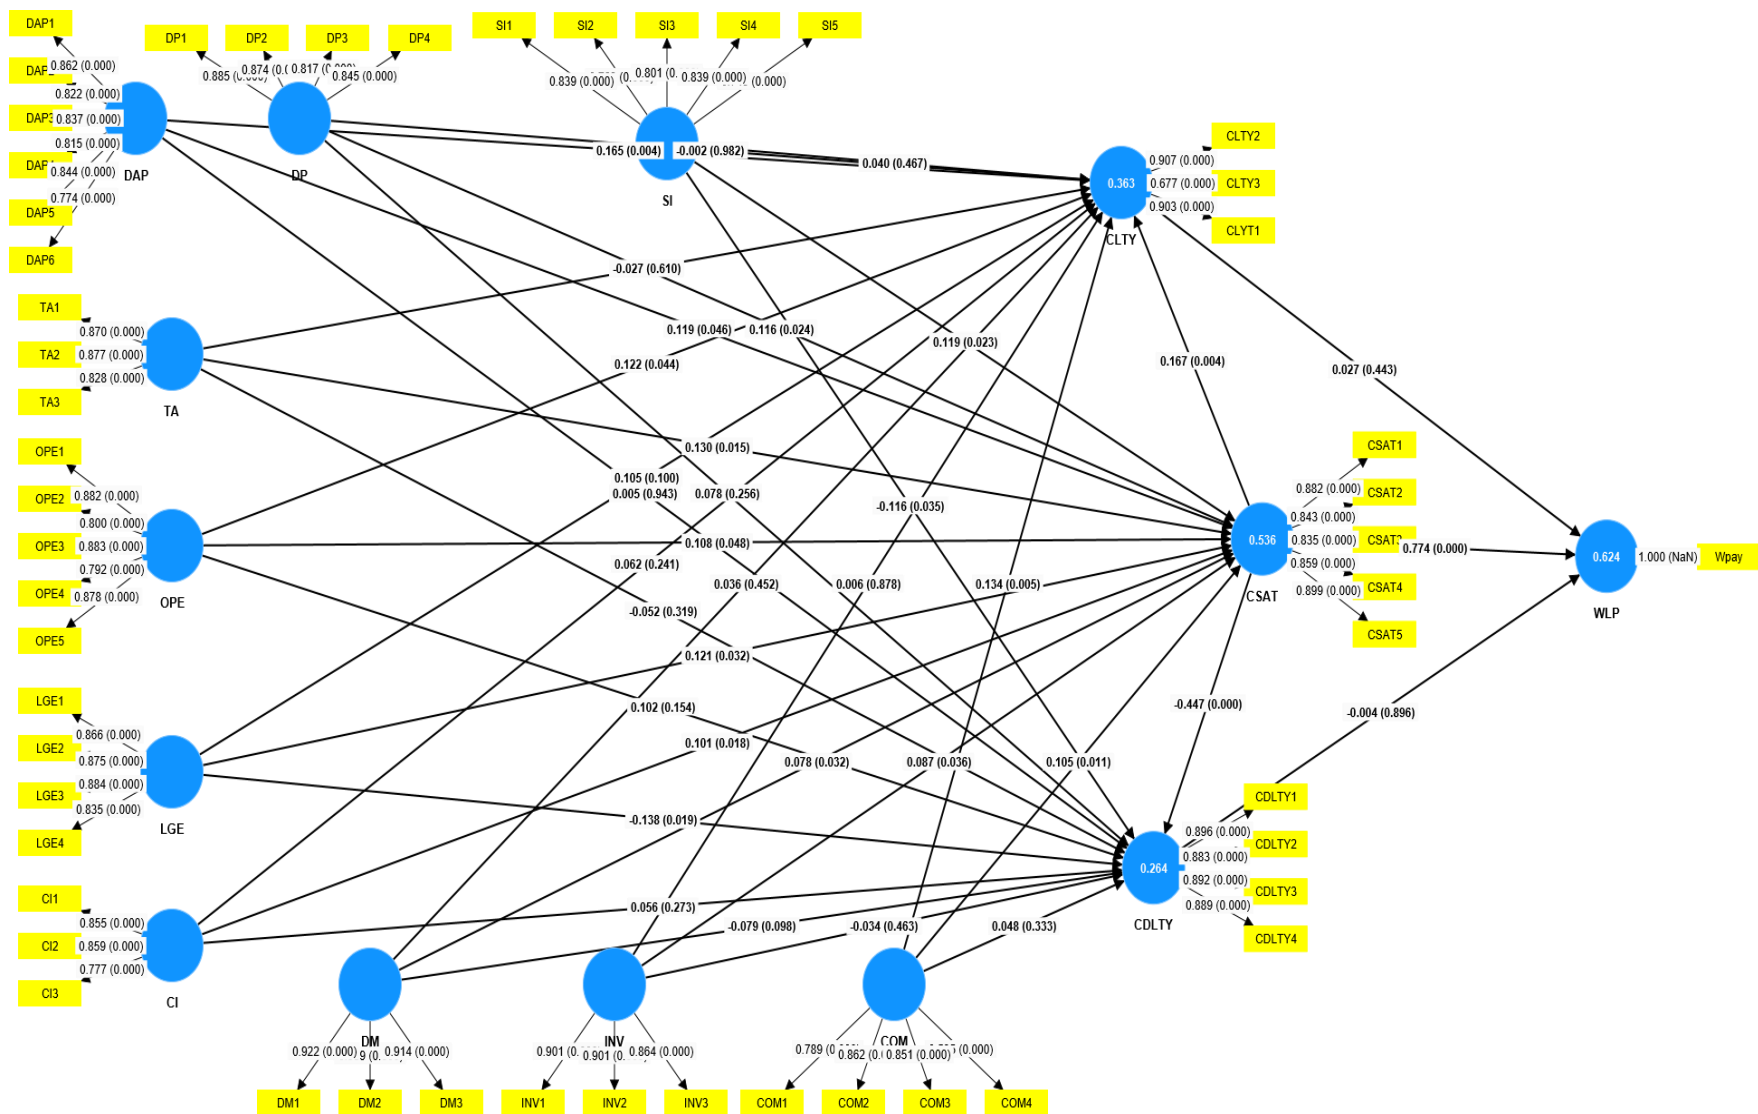 DAP1
DAP3
DAP5
DAP6
0.862 (0.000)
0.822 (0.000)
0.837 (0.000)
0.815 (0.000)
0.844 (0.000)
0.774 (0.000)
DAP
DP1
DP2
DP3
DP4
0.885
0.874
0.817
0.845 (0.000)
DP
SI1
SI2
SI3
SI4
SI5
0.839 (0.000)
0.801
0.839 (0.000)
SI
0.165 (0.004)
-0.002 (0.982)
0.040 (0.467)
0.363
CLTY
0.907 (0.000)
0.677 (0.000)
0.903 (0.000)
CLTY2
CLTY3
CLYT1
TA1
TA2
TA3
0.870 (0.000)
0.877 (0.000)
0.828 (0.000)
TA
-0.027 (0.610)
0.119 (0.046)
0.116 (0.024)
0.119 (0.023)
0.122 (0.044)
0.167 (0.004)
0.027 (0.443)
OPE1
OPE2
OPE3
OPE4
OPE5
0.882 (0.000)
0.800 (0.000)
0.883 (0.000)
0.792 (0.000)
0.878 (0.000)
OPE
0.130 (0.015)
0.105 (0.100)
0.005 (0.943)
0.078 (0.256)
-0.116 (0.035)
0.108 (0.048)
0.062 (0.241)
0.036 (0.452)
0.006 (0.878)
0.134 (0.005)
-0.052 (0.319)
0.536
CSAT
0.882 (0.000)
0.843 (0.000)
0.835 (0.000)
0.859 (0.000)
0.899 (0.000)
CSAT1
CSAT2
CSAT3
CSAT4
CSAT5
0.774 (0.000)
0.624
WLP
1.000 (NaN)
Wpay
0.121 (0.032)
0.102 (0.154)
-0.447 (0.000)
-0.004 (0.896)
LGE1
LGE2
LGE3
LGE4
0.866 (0.000)
0.875 (0.000)
0.884 (0.000)
0.835 (0.000)
LGE
0.101 (0.018)
0.078 (0.032)
0.087 (0.036)
0.105 (0.011)
-0.138 (0.019)
0.264
CDLTY
0.896 (0.000)
0.883 (0.000)
0.892 (0.000)
0.889 (0.000)
CDLTY1
CDLTY2
CDLTY3
CDLTY4
CI1
CI2
CI3
0.855 (0.000)
0.859 (0.000)
0.777 (0.000)
CI
0.056 (0.273)
-0.079 (0.098)
-0.034 (0.463)
0.048 (0.333)
DM
0.922 (0.000)
0.914 (0.000)
DM1
DM2
DM3
INV
0.901
0.901
0.864 (0.000)
INV1
INV2
INV3
COM
0.789
0.862
0.851 (0.000)
COM1
COM2
COM3
COM4